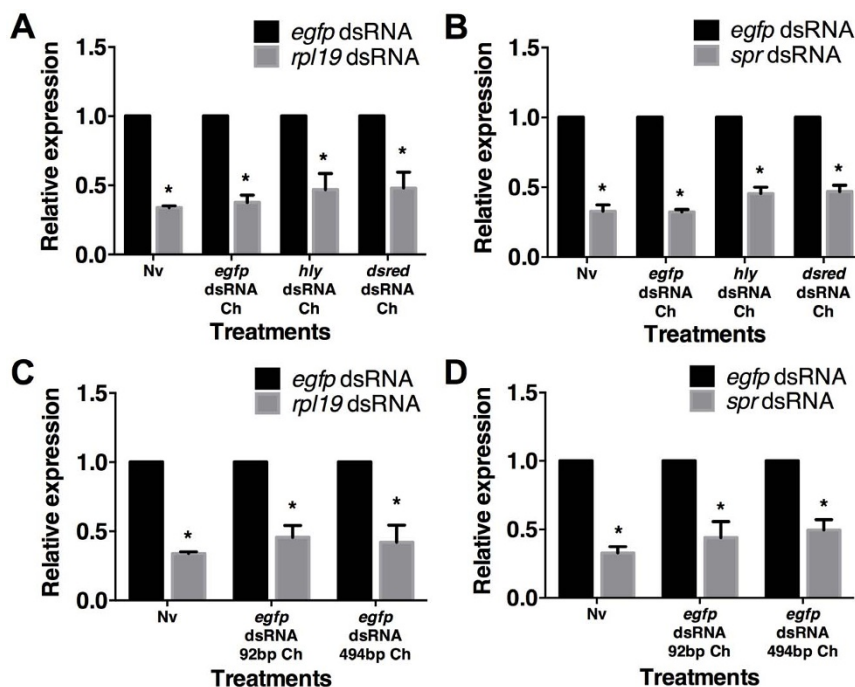 A
egfp dsRNA
rpl19 dsRNA
Relative expression
1.5
1.0
0.5
0.0
* * * *
Nv
egfp
dsRNA
Ch
hly
dsRNA
Ch
dsred
dsRNA
Ch
Treatments
B
egfp dsRNA
spr dsRNA
Relative expression
1.5
1.0
0.5
0.0
* * * *
Nv
egfp
dsRNA
Ch
hly
dsRNA
Ch
dsred
dsRNA
Ch
Treatments
C
egfp dsRNA
rpl19 dsRNA
Relative expression
1.5
1.0
0.5
0.0
* * *
Nv
egfp
dsRNA
92bp Ch
egfp
dsRNA
494bp Ch
Treatments
D
egfp dsRNA
spr dsRNA
Relative expression
1.5
1.0
0.5
0.0
* * *
Nv
egfp
dsRNA
92bp Ch
egfp
dsRNA
494bp Ch
Treatments